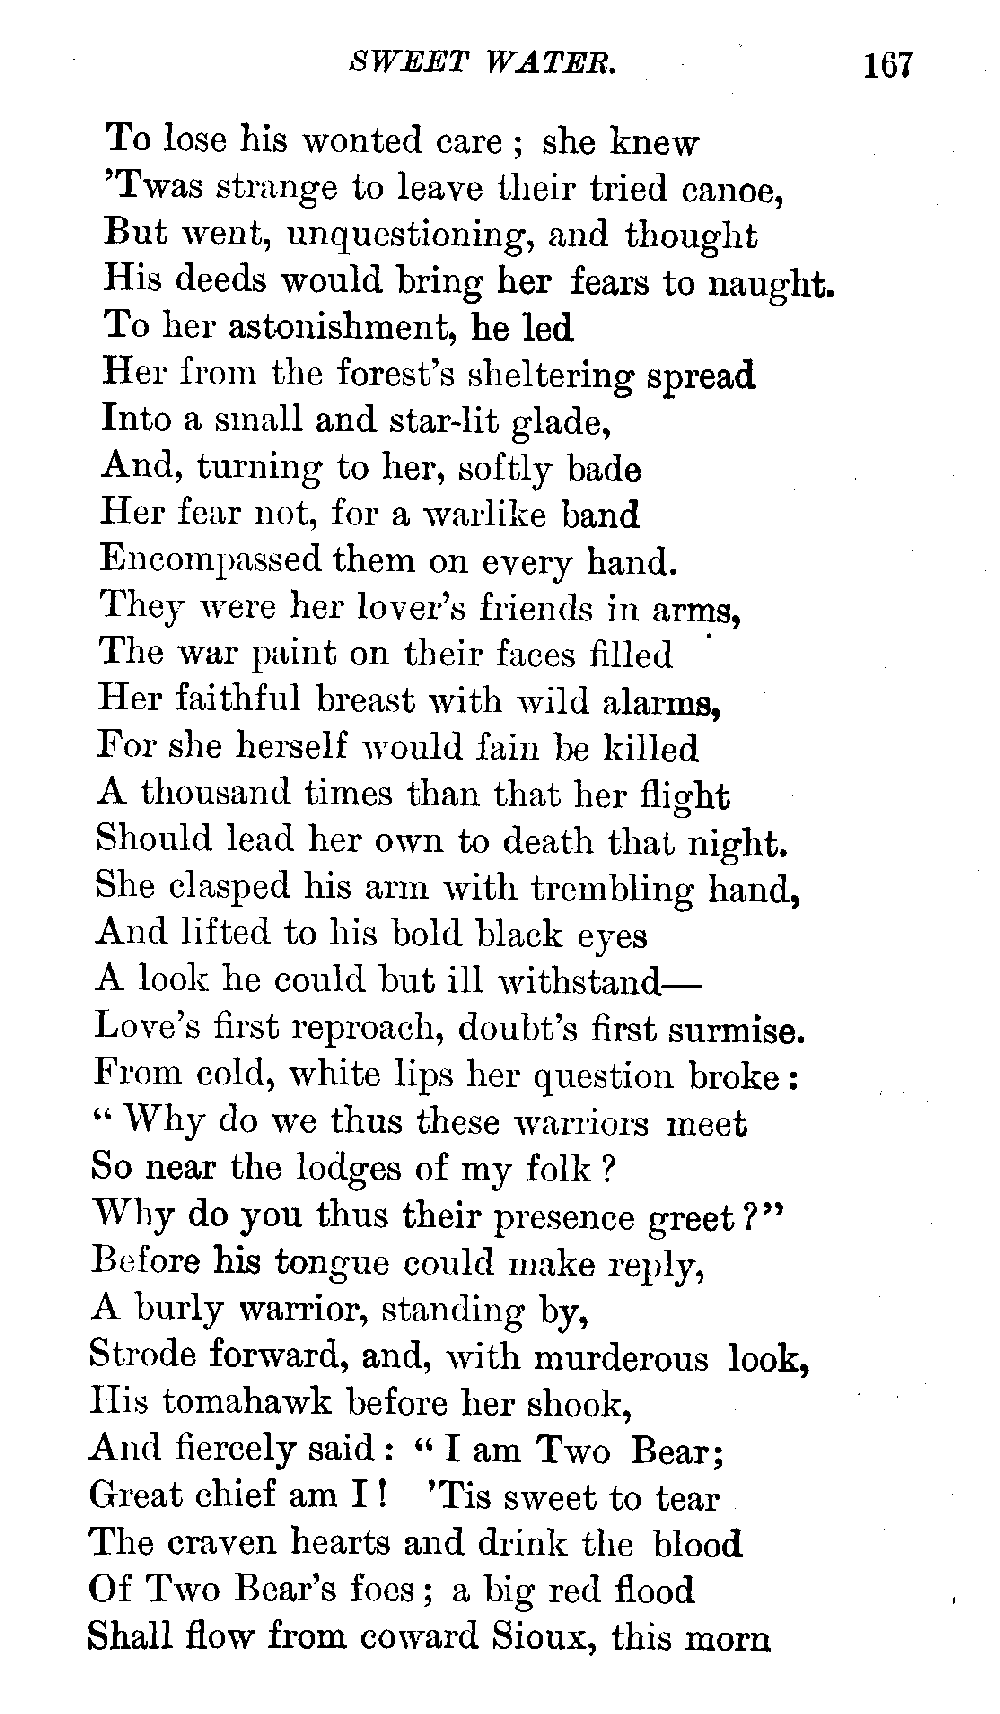 SWEET WATER. 167
To lose his wonted care ; she knew
’Twas strange to leave their tried canoe,
But went, unquestioning, and thought
His deeds would bring her fears to naught.
To her astonishment, he led
Her from the forest’s sheltering spread
Into a small and star-lit glade,
And, turning to her, softly bade
Her fear not, for a warlike band
Encompassed them on every hand.
They were her lover’s friends in arms,
The war paint on their faces filled
Her faithful breast with wild alarms,
For she herself would fain be killed
A thousand times than that her flight
Should lead her own to death that night.
She clasped his arm with trembling hand,
And lifted to his bold black eyes
A look he could but ill withstand—
Love’s first reproach, doubt’s first surmise.
From cold, white lips her question broke :
“ Why do we thus these warriors meet
So near the lodges of my folk ?
Why do you thus their presence greet ?”
Before his tongue could make reply,
A burly warrior, standing by,
Strode forward, and, with murderous look,
His tomahawk before her shook,
And fiercely said : “ I am Two Bear;
Great chief am I ! ’Tis sweet to tear
The craven hearts and drink the blood
Of Two Bear’s foes ; a big red flood
Shall flow from coward Sioux, this morn